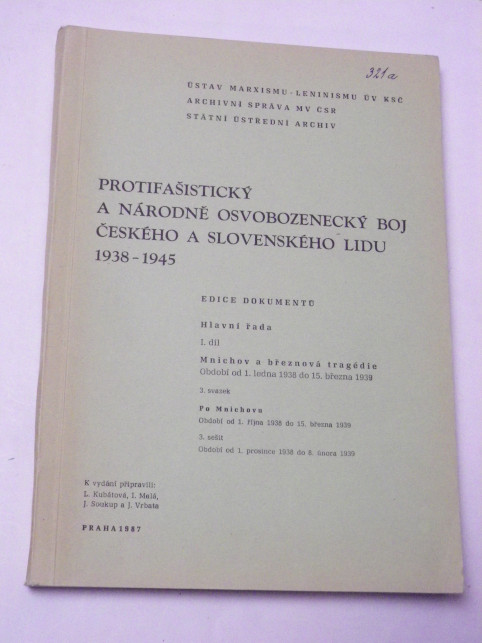 321a
ÚSTAV MARXISMU-LENINISMU ÚV KSČ
ARCHIVNÍ SPRÁVA MV ČSR
STÁTNÍ ÚSTŘEDNÍ ARCHIV
PROTIFAŠISTICKÝ
A NÁRODNĚ OSVOBOZENECKÝ BOJ
ČESKÉHO A SLOVENSKÉHO LIDU
1938-1945
EDICE DOKUMENTŮ
Hlavní řada
1. díl
Mnichov a březnová tragédie
Období od 1. ledna 1938 do 15. března 1939
3. svazek
Po Mnichovu
Období od 1. října 1938 do 15. března 1939
3. sešit
Období od 1. prosince 1938 do 8. února 1939
K vydání připravili:
L. Kubátová, I. Malá,
J. Soukup a J. Vrbata
PRAHA 1987